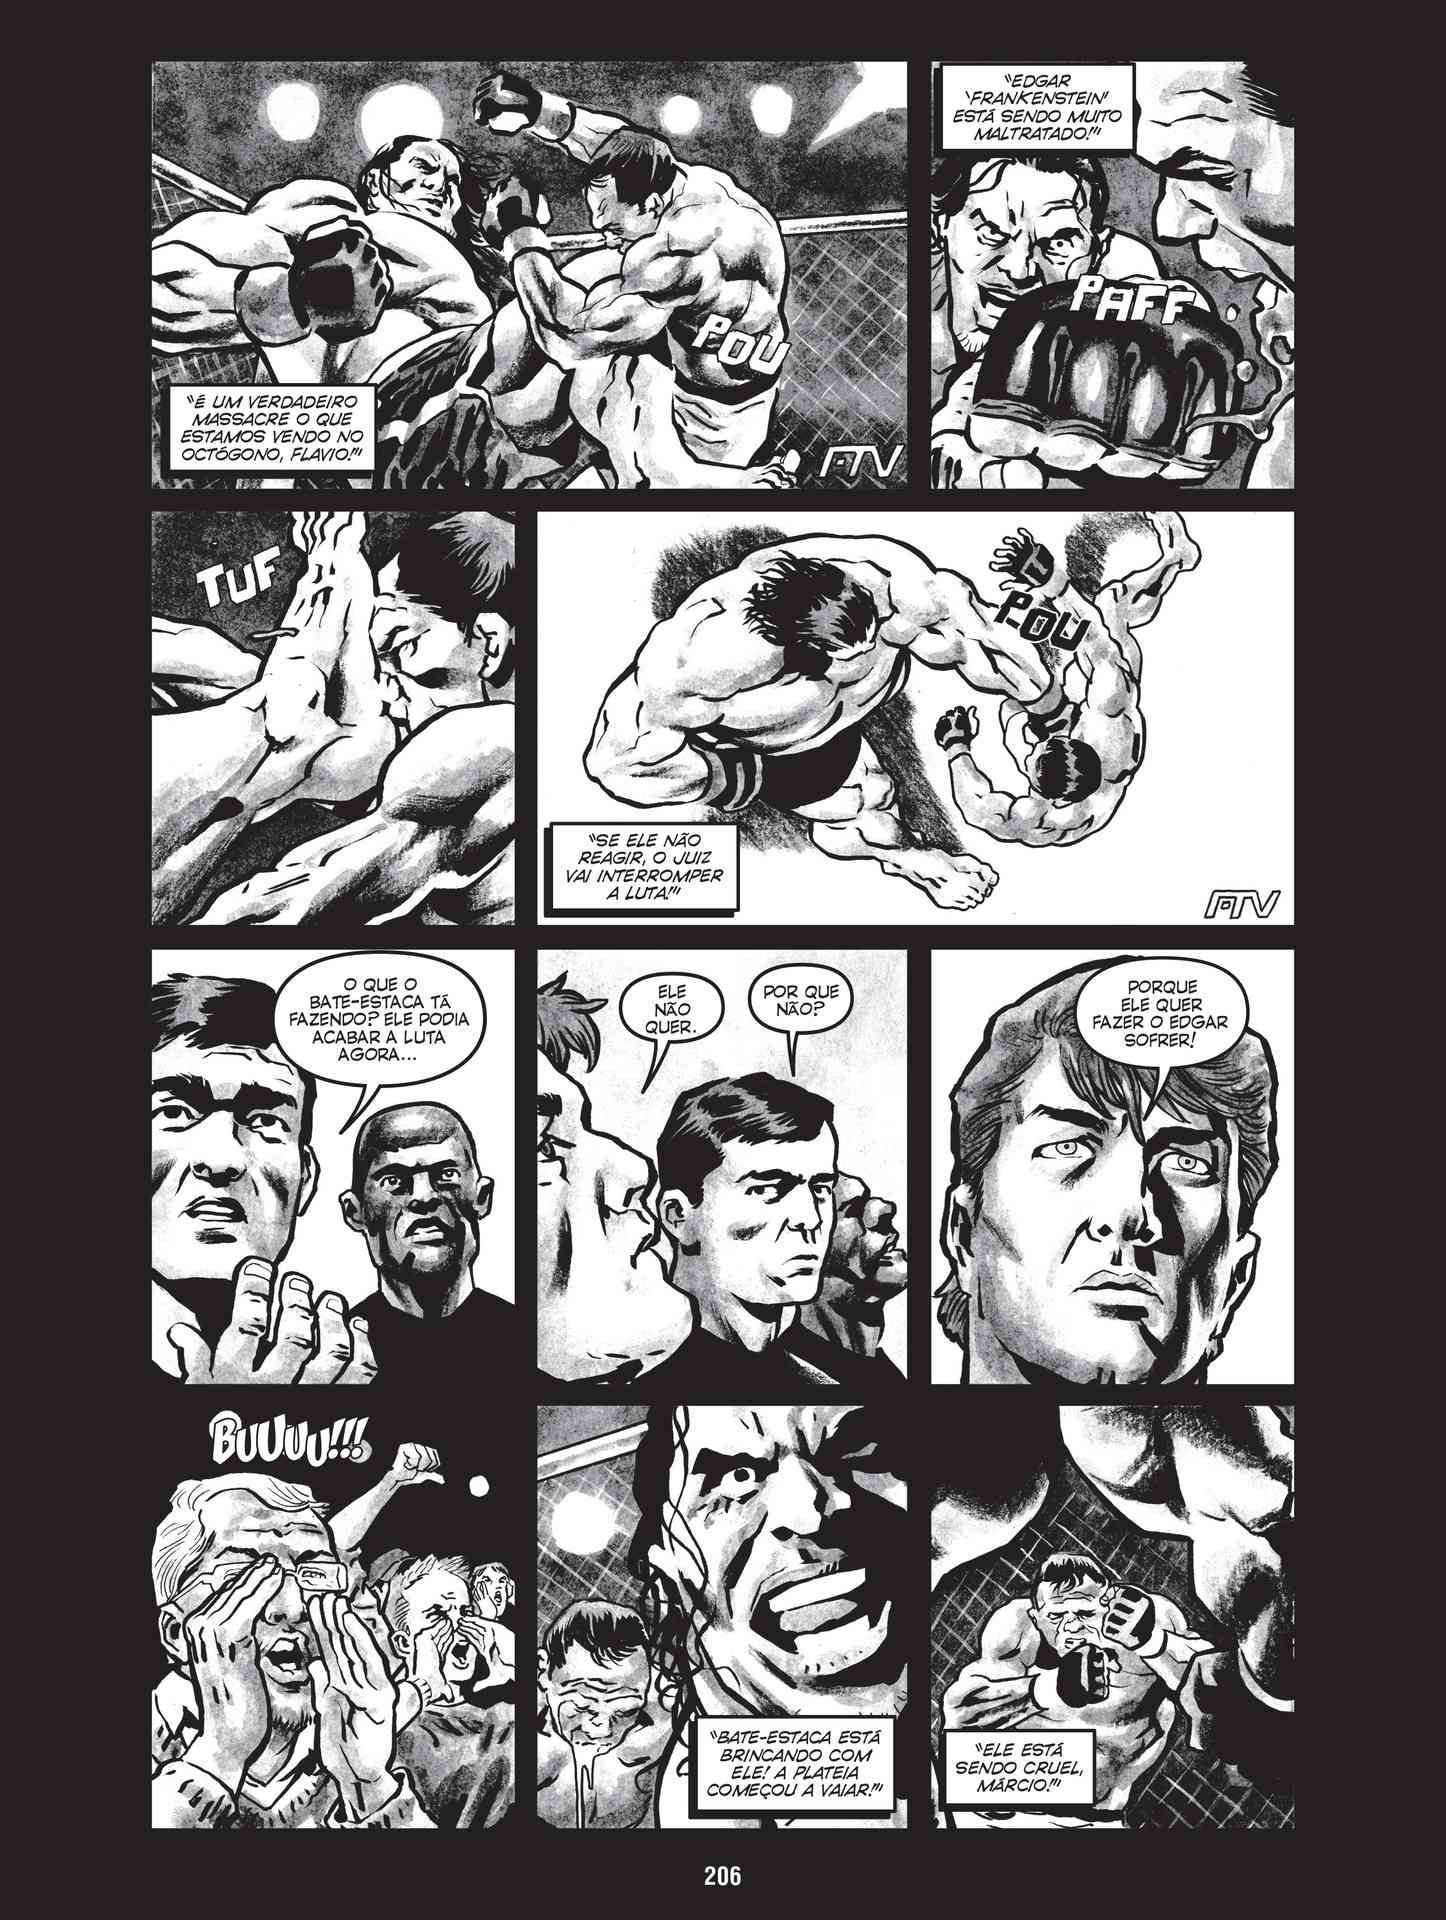 "É UM VERDADEIRO
MASSACRE O QUE
ESTAMOS VENDO NO
OCTÓGONO, FLAVIO!"
POU
ATV
"EDGAR
'FRANKENSTEIN'
ESTÁ SENDO MUITO
MALTRATADO!"
PAFF
TUF
POU
"SE ELE NÃO
REAGIR, O JUIZ
VAI INTERROMPER
A LUTA!"
ATV
O QUE O
BATE-ESTACA TÁ
FAZENDO? ELE PODIA
ACABAR A LUTA
AGORA...
ELE
NÃO
QUER.
POR QUE
NÃO?
PORQUE
ELE QUER
FAZER O EDGAR
SOFRER!
BUUUU!!!
"BATE-ESTACA ESTÁ
BRINCANDO COM
ELE! A PLATEIA
COMEÇOU A VAIAR!"
"ELE ESTÁ
SENDO CRUEL,
MÁRCIO!"
206